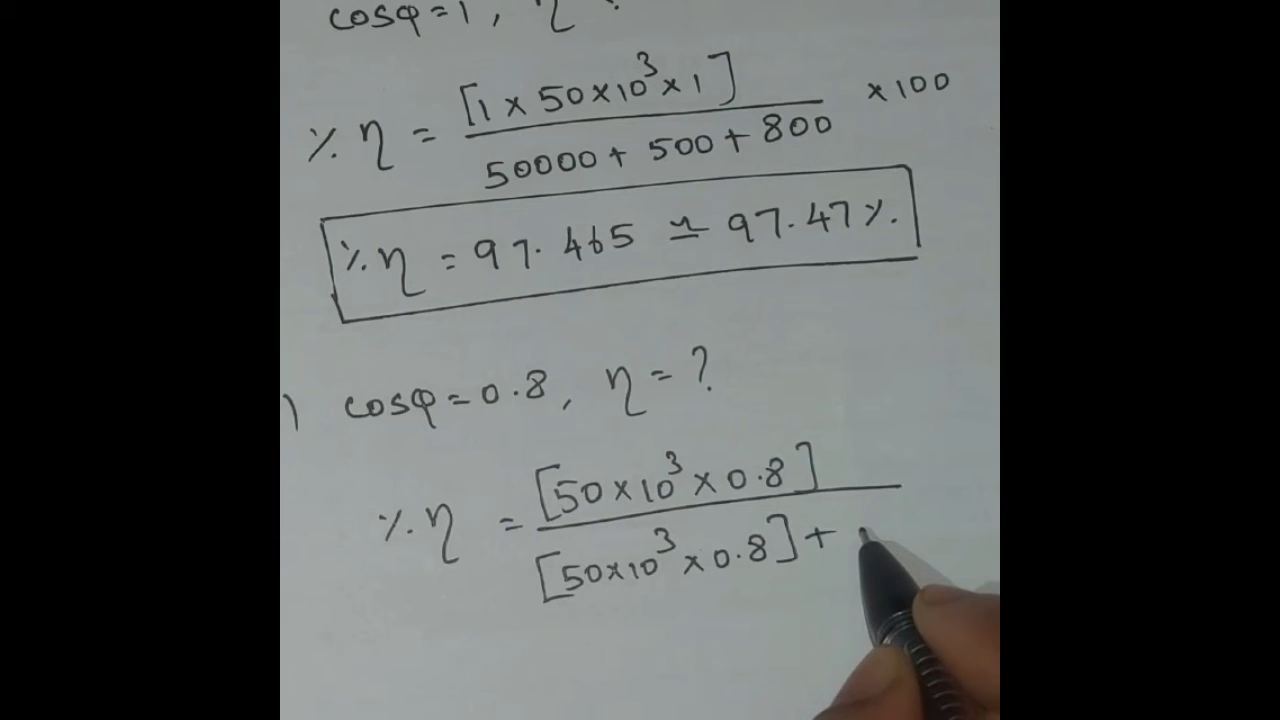 cosφ=1, η ?
% η = [1 × 50×10³ × 1] / 50000 + 500 + 800 × 100
% η = 97.465 ≃ 97.47%.
) cosφ=0.8, η = ?
% η = [50×10³ × 0.8] / [50×10³ × 0.8] +